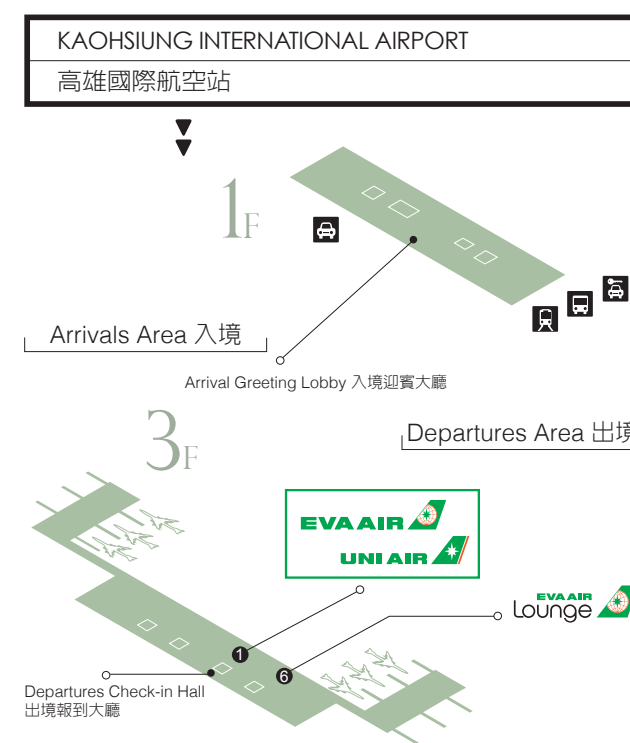 KAOHSIUNG INTERNATIONAL AIRPORT
高雄國際航空站
1F
Arrivals Area 入境
Arrival Greeting Lobby 入境迎賓大廳
3F
Departures Area 出境
EVA AIR
UNI AIR
EVA AIR
Lounge
1
6
Departures Check-in Hall
出境報到大廳